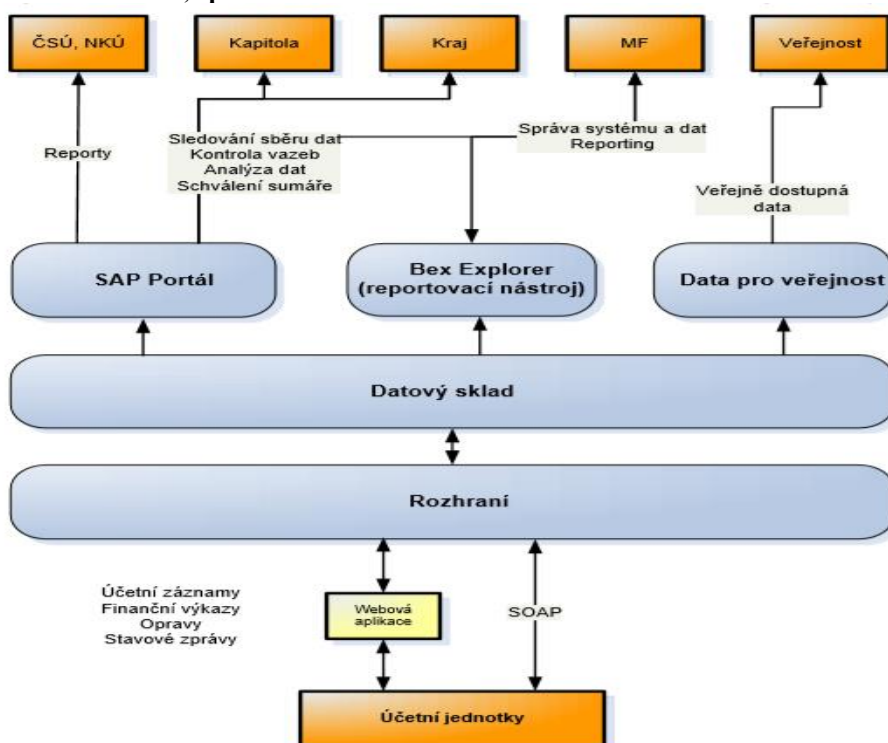 ČSÚ, NKÚ
Kapitola
Kraj
MF
Veřejnost
Reporty
Sledování sběru dat
Kontrola vazeb
Analýza dat
Schválení sumáře
Správa systému a dat
Reporting
Veřejně dostupná
data
SAP Portál
Bex Explorer
(reportovací nástroj)
Data pro veřejnost
Datový sklad
Rozhraní
Účetní záznamy
Finanční výkazy
Opravy
Stavové zprávy
Webová
aplikace
SOAP
Účetní jednotky